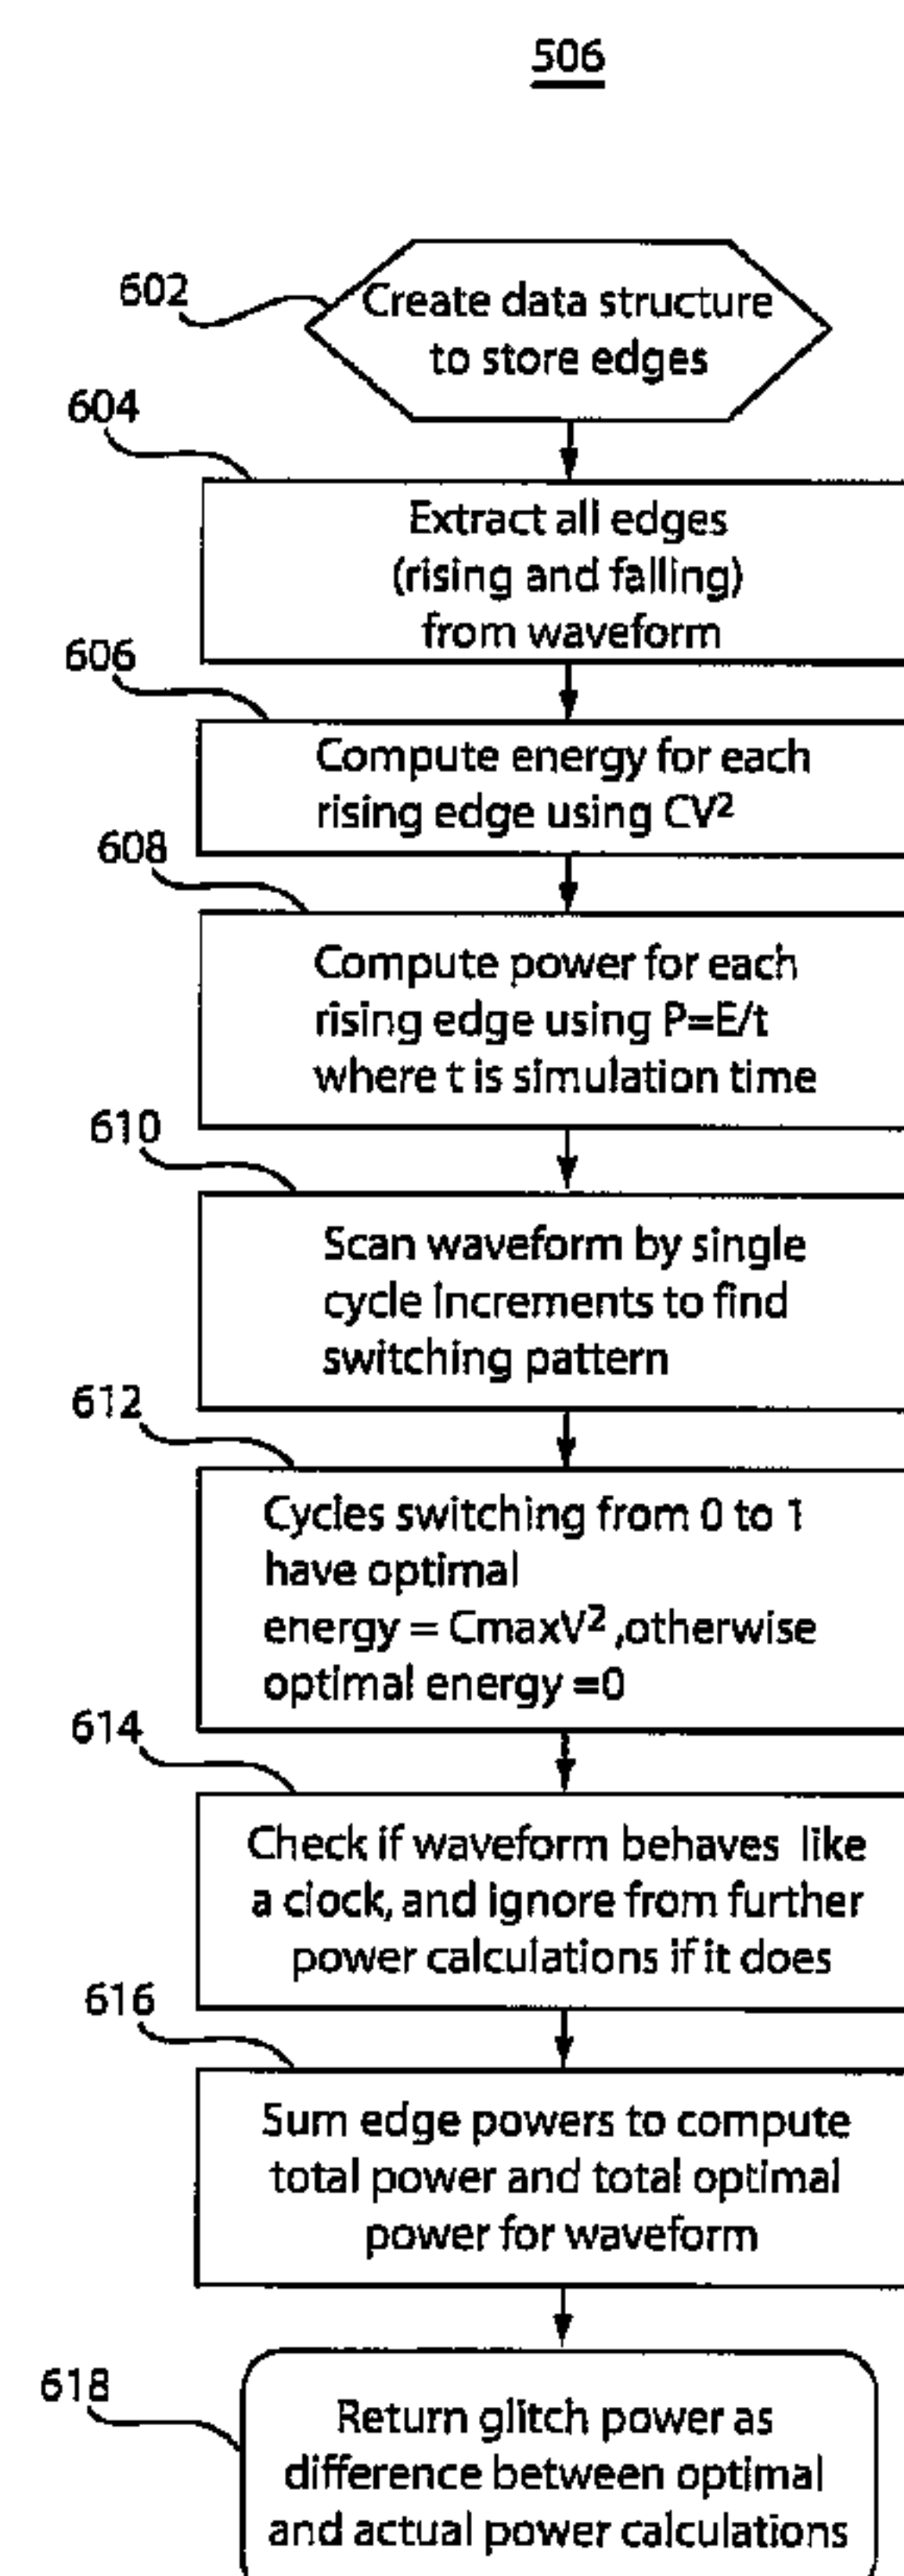 506
602
Create data structure
to store edges
604
Extract all edges
(rising and falling)
from waveform
606
Compute energy for each
rising edge using CV²
608
Compute power for each
rising edge using P=E/t
where t is simulation time
610
Scan waveform by single
cycle increments to find
switching pattern
612
Cycles switching from 0 to 1
have optimal
energy = CmaxV² ,otherwise
optimal energy =0
614
Check if waveform behaves like
a clock, and ignore from further
power calculations if it does
616
Sum edge powers to compute
total power and total optimal
power for waveform
618
Return glitch power as
difference between optimal
and actual power calculations